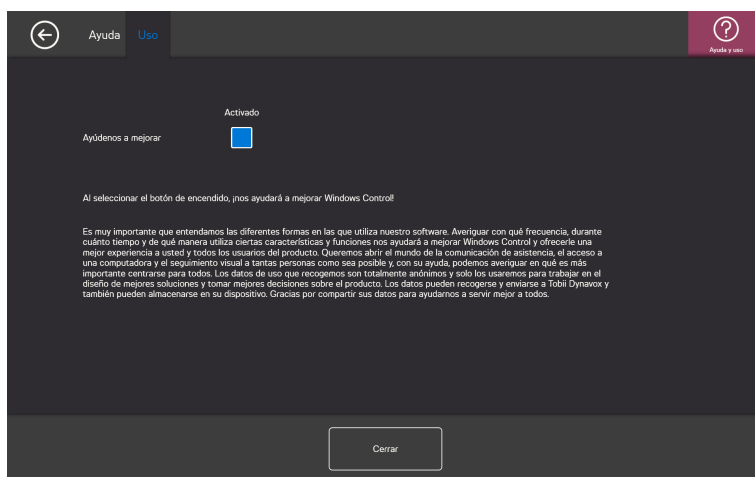 Ayuda Uso
Ayuda y uso
Activado
Ayúdenos a mejorar
Al seleccionar el botón de encendido, ¡nos ayudará a mejorar Windows Control!
Es muy importante que entendamos las diferentes formas en las que utiliza nuestro software. Averiguar con qué frecuencia, durante
cuánto tiempo y de qué manera utiliza ciertas características y funciones nos ayudará a mejorar Windows Control y ofrecerle una
mejor experiencia a usted y todos los usuarios del producto. Queremos abrir el mundo de la comunicación de asistencia, el acceso a
una computadora y el seguimiento visual a tantas personas como sea posible y, con su ayuda, podemos averiguar en qué es más
importante centrarse para todos. Los datos de uso que recogemos son totalmente anónimos y solo los usaremos para trabajar en el
diseño de mejores soluciones y tomar mejores decisiones sobre el producto. Los datos pueden recogerse y enviarse a Tobii Dynavox y
también pueden almacenarse en su dispositivo. Gracias por compartir sus datos para ayudarnos a servir mejor a todos.
Cerrar